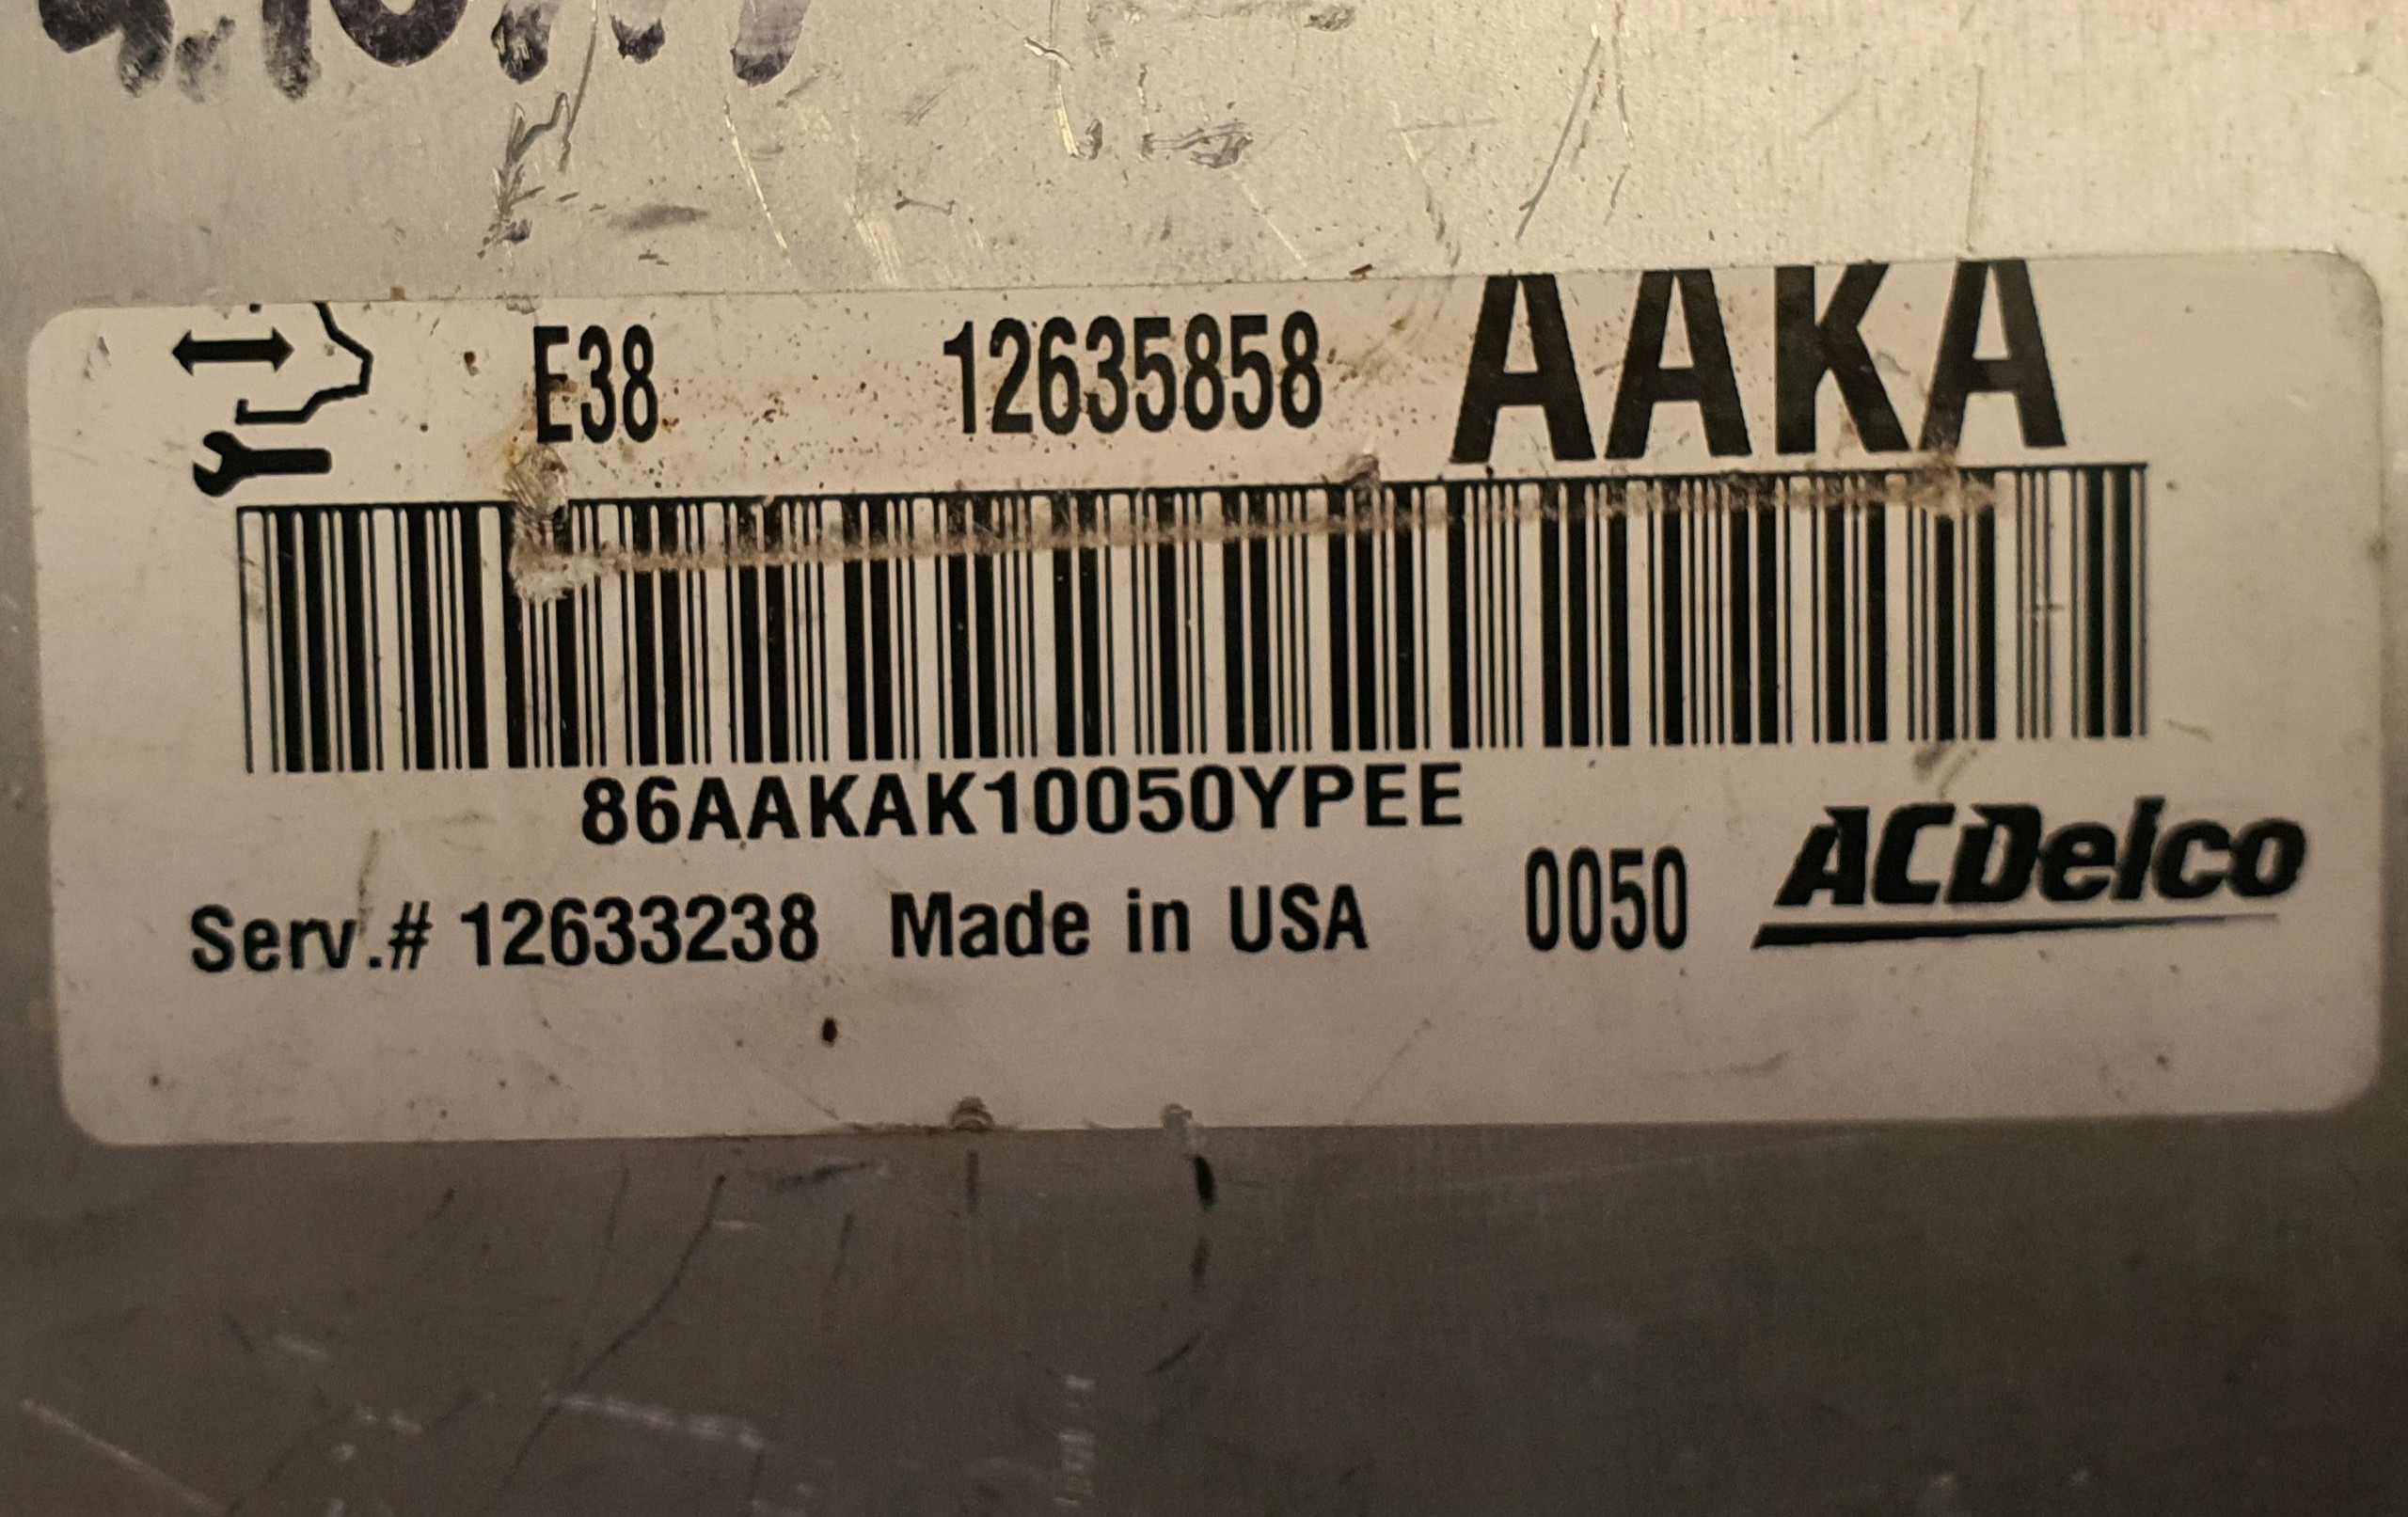 E38 12635858 AAKA
86AAKAK10050YPEE
Serv.# 12633238 Made in USA 0050 ACDelco